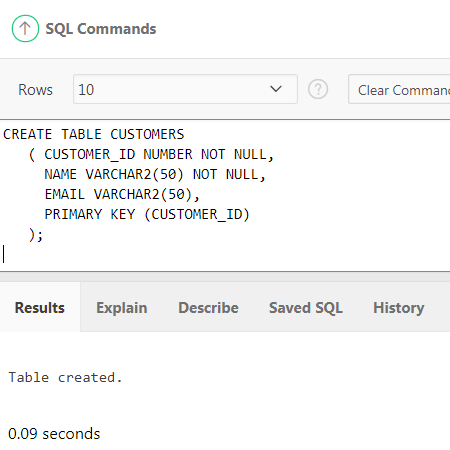 SQL Commands
Rows 10 ? Clear Comman
CREATE TABLE CUSTOMERS
( CUSTOMER_ID NUMBER NOT NULL,
NAME VARCHAR2(50) NOT NULL,
EMAIL VARCHAR2(50),
PRIMARY KEY (CUSTOMER_ID)
);
Results Explain Describe Saved SQL History
Table created.
0.09 seconds